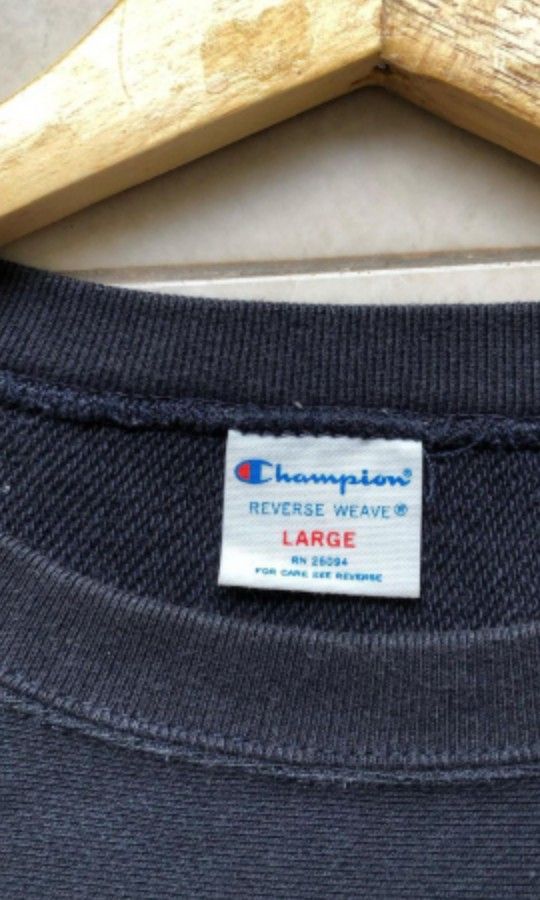 Champion®
REVERSE WEAVE®
LARGE
RN 26094
FOR CARE SEE REVERSE